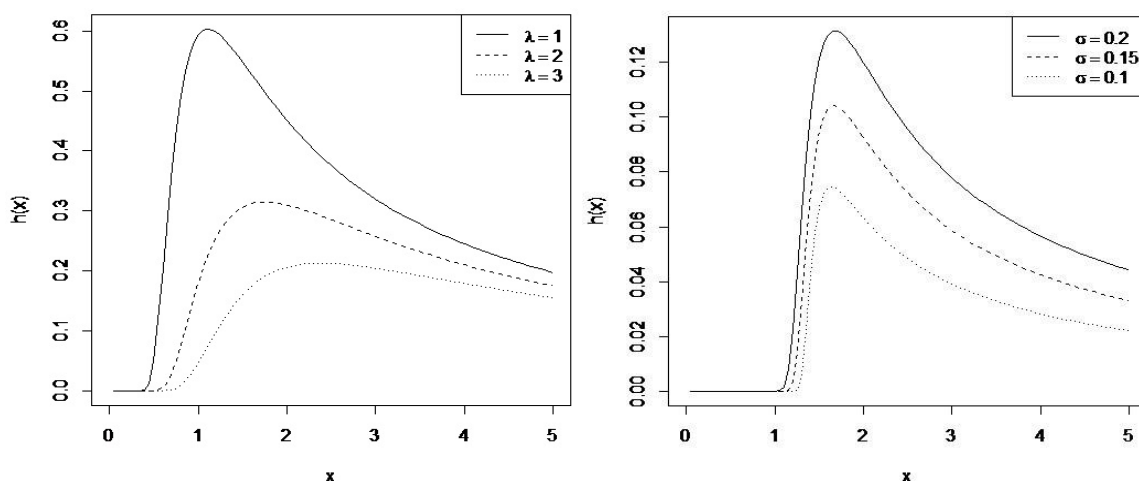 λ = 1
λ = 2
λ = 3
h(x)
0.0 0.1 0.2 0.3 0.4 0.5 0.6
0 1 2 3 4 5
x
σ = 0.2
σ = 0.15
σ = 0.1
h(x)
0.00 0.02 0.04 0.06 0.08 0.10 0.12
0 1 2 3 4 5
x